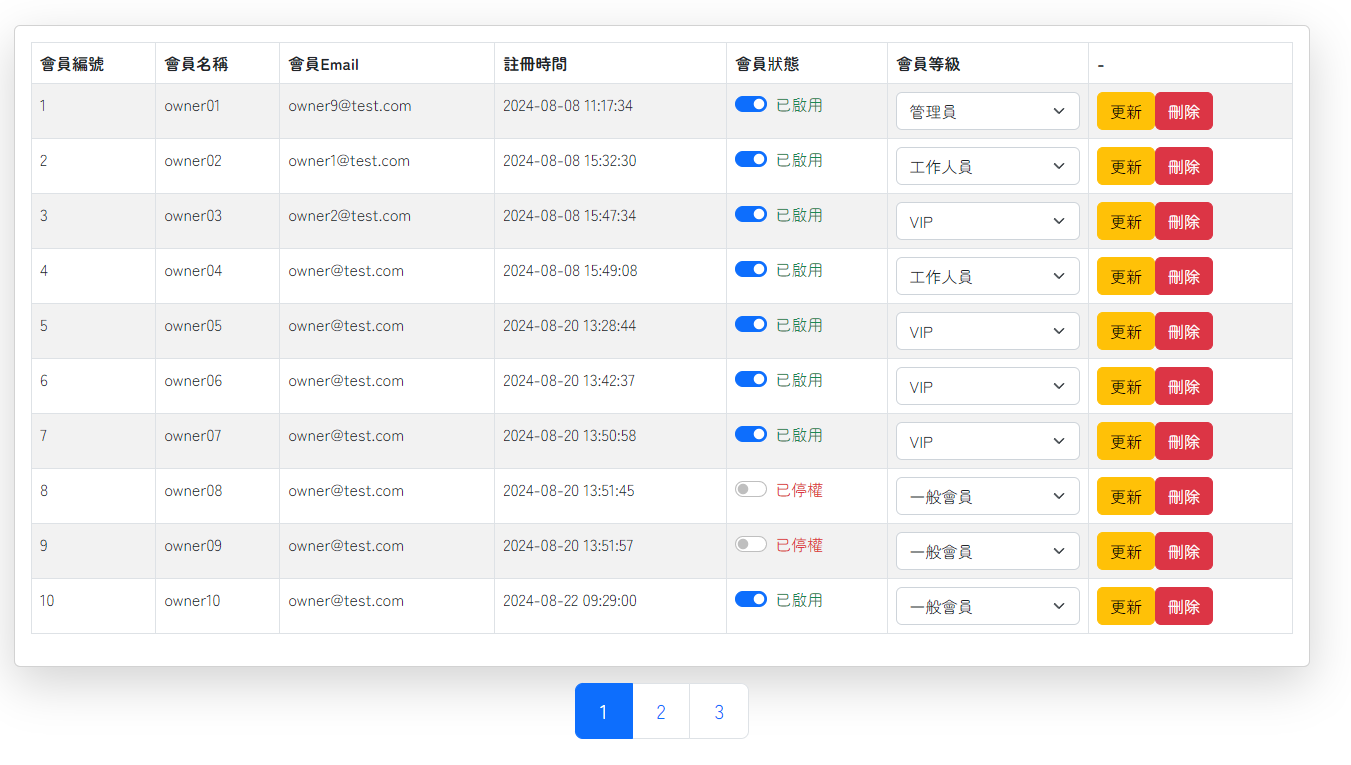 會員編號 會員名稱 會員Email 註冊時間 會員狀態 會員等級 -
1 owner01 owner9@test.com 2024-08-08 11:17:34 已啟用 管理員 更新 刪除
2 owner02 owner1@test.com 2024-08-08 15:32:30 已啟用 工作人員 更新 刪除
3 owner03 owner2@test.com 2024-08-08 15:47:34 已啟用 VIP 更新 刪除
4 owner04 owner@test.com 2024-08-08 15:49:08 已啟用 工作人員 更新 刪除
5 owner05 owner@test.com 2024-08-20 13:28:44 已啟用 VIP 更新 刪除
6 owner06 owner@test.com 2024-08-20 13:42:37 已啟用 VIP 更新 刪除
7 owner07 owner@test.com 2024-08-20 13:50:58 已啟用 VIP 更新 刪除
8 owner08 owner@test.com 2024-08-20 13:51:45 已停權 一般會員 更新 刪除
9 owner09 owner@test.com 2024-08-20 13:51:57 已停權 一般會員 更新 刪除
10 owner10 owner@test.com 2024-08-22 09:29:00 已啟用 一般會員 更新 刪除
1 2 3